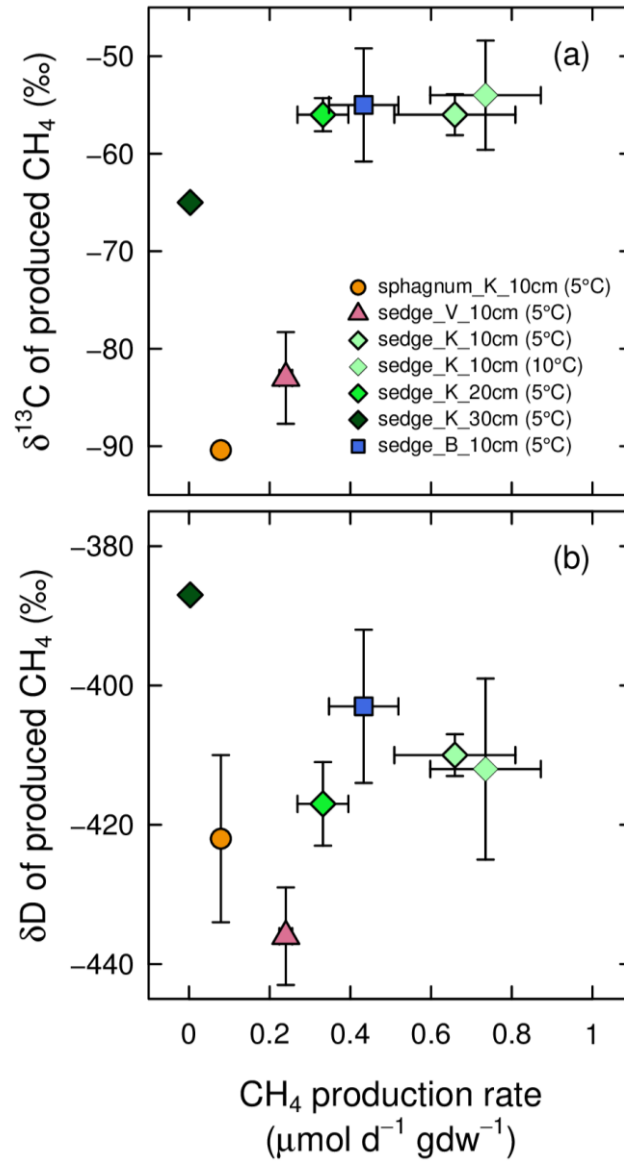 (a)
δ¹³C of produced CH₄ (‰)
−50
−60
−70
−80
−90
sphagnum_K_10cm (5°C)
sedge_V_10cm (5°C)
sedge_K_10cm (5°C)
sedge_K_10cm (10°C)
sedge_K_20cm (5°C)
sedge_K_30cm (5°C)
sedge_B_10cm (5°C)
(b)
δD of produced CH₄ (‰)
−380
−400
−420
−440
0 0.2 0.4 0.6 0.8 1
CH₄ production rate
(μmol d⁻¹ gdw⁻¹)